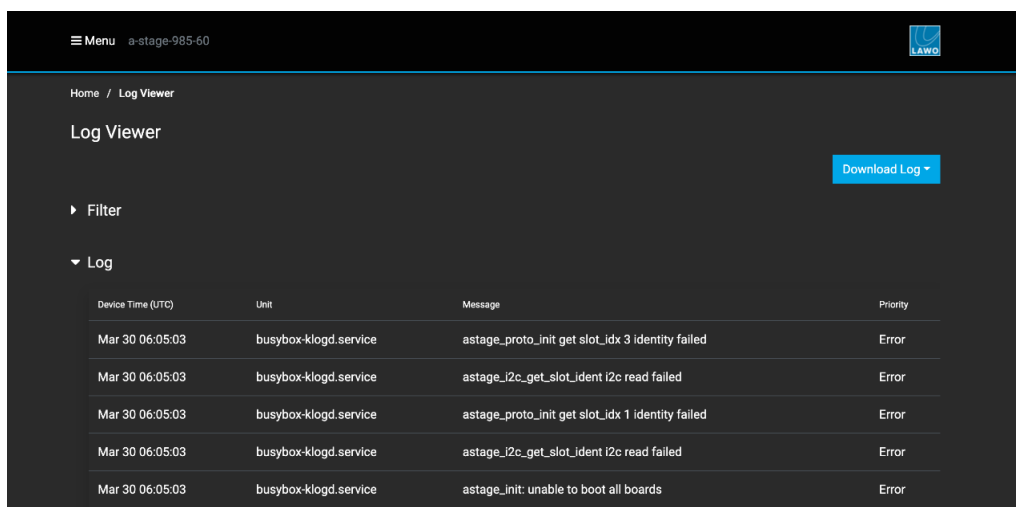 Menu a-stage-985-60
LAWO
Home / Log Viewer
Log Viewer
Download Log
Filter
Log
Device Time (UTC) Unit Message Priority
Mar 30 06:05:03 busybox-klogd.service astage_proto_init get slot_idx 3 identity failed Error
Mar 30 06:05:03 busybox-klogd.service astage_i2c_get_slot_ident i2c read failed Error
Mar 30 06:05:03 busybox-klogd.service astage_proto_init get slot_idx 1 identity failed Error
Mar 30 06:05:03 busybox-klogd.service astage_i2c_get_slot_ident i2c read failed Error
Mar 30 06:05:03 busybox-klogd.service astage_init: unable to boot all boards Error